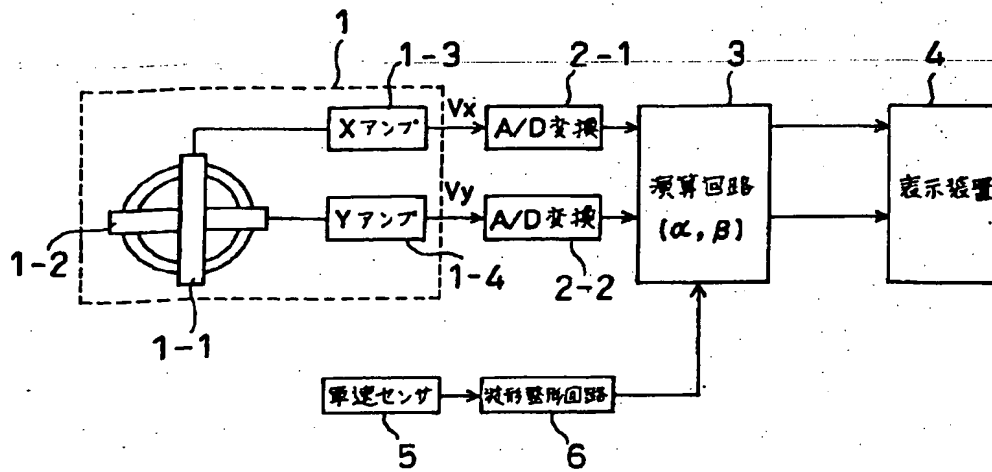 1
1-3
2-1
3
4
Xアンプ
Vx
A/D変換
演算回路
(α, β)
表示装置
Yアンプ
Vy
A/D変換
1-2
1-1
1-4
2-2
車速センサ
波形整形回路
5
6